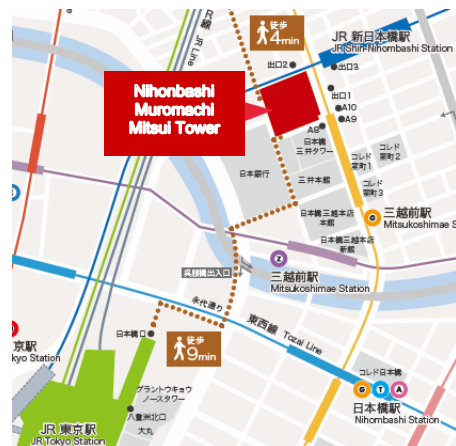 徒歩
4min
JR 新日本橋駅
JR Shin-Nihombashi Station
JR Line
出口2
出口3
出口1
A10
A9
A8
Nihonbashi
Muromachi
Mitsui Tower
日本橋
三井タワー
コレド
室町1
コレド
室町2
コレド
室町3
日本銀行
三井本館
日本橋三越本店
本館
日本橋三越本店
新館
G
三越前駅
Mitsukoshimae Station
Z
三越前駅
Mitsukoshimae Station
呉服橋出入口
永代通り
東西線 Tozai Line
日本橋口
徒歩
9min
京駅
kyo Station
グラントウキョウ
ノースタワー
八重洲北口
大丸
JR 東京駅
JR Tokyo Station
コレド日本橋
G
T
A
日本橋駅
Nihombashi Station